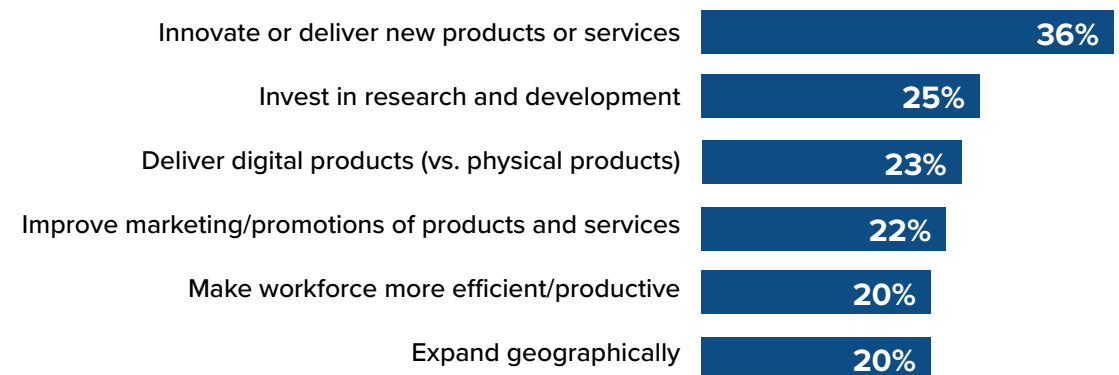 Innovate or deliver new products or services 36%
Invest in research and development 25%
Deliver digital products (vs. physical products) 23%
Improve marketing/promotions of products and services 22%
Make workforce more efficient/productive 20%
Expand geographically 20%